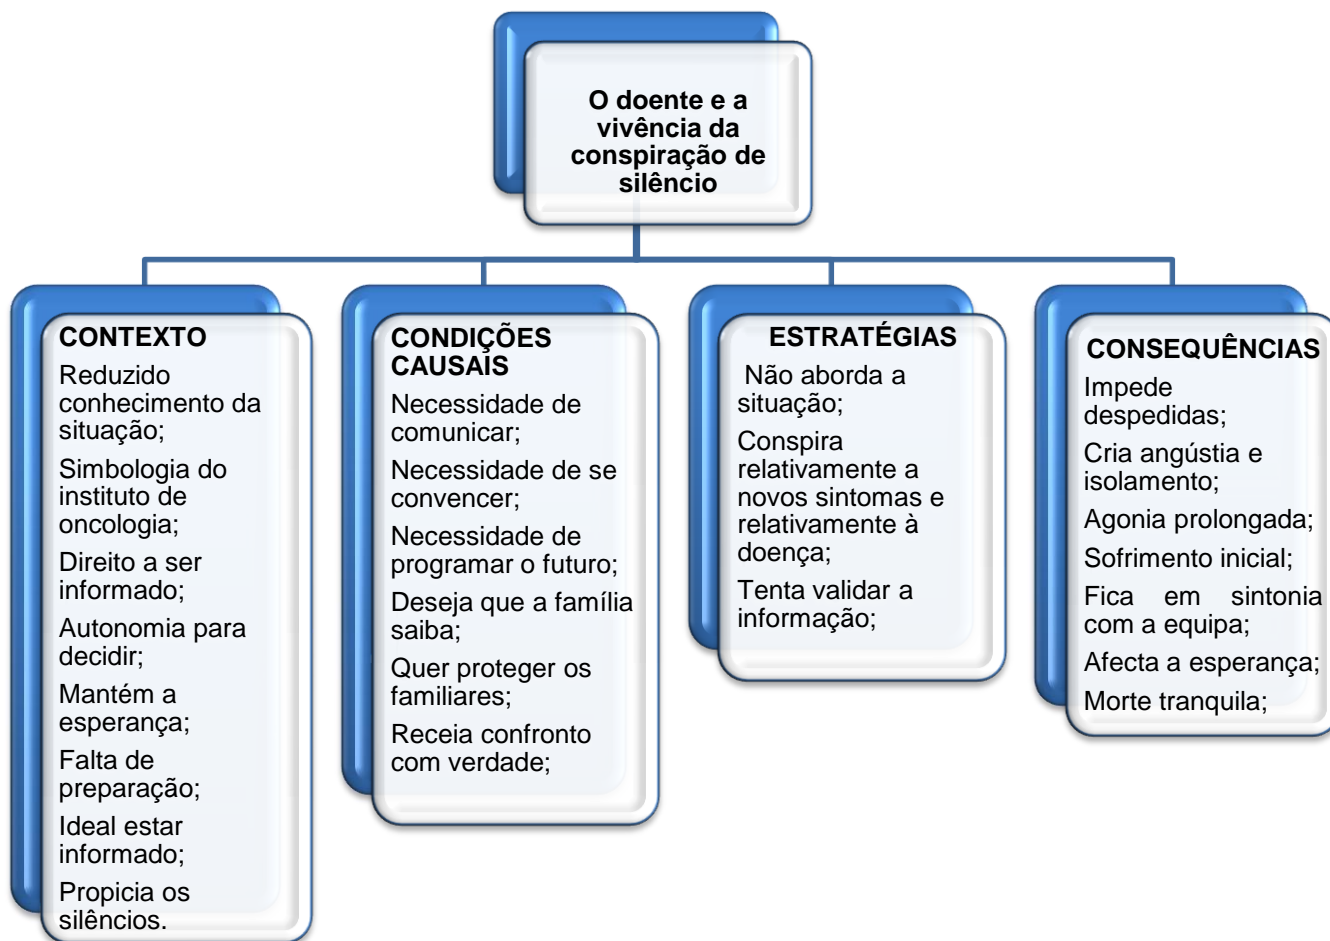 O doente e a
vivência da
conspiração de
silêncio
CONTEXTO
Reduzido
conhecimento da
situação;
Simbologia do
instituto de
oncologia;
Direito a ser
informado;
Autonomia para
decidir;
Mantém a
esperança;
Falta de
preparação;
Ideal estar
informado;
Propicia os
silêncios.
CONDIÇÕES
CAUSAIS
Necessidade de
comunicar;
Necessidade de se
convencer;
Necessidade de
programar o futuro;
Deseja que a família
saiba;
Quer proteger os
familiares;
Receia confronto
com verdade;
ESTRATÉGIAS
Não aborda a
situação;
Conspira
relativamente a
novos sintomas e
relativamente à
doença;
Tenta validar a
informação;
CONSEQUÊNCIAS
Impede
despedidas;
Cria angústia e
isolamento;
Agonia prolongada;
Sofrimento inicial;
Fica em sintonia
com a equipa;
Afecta a esperança;
Morte tranquila;